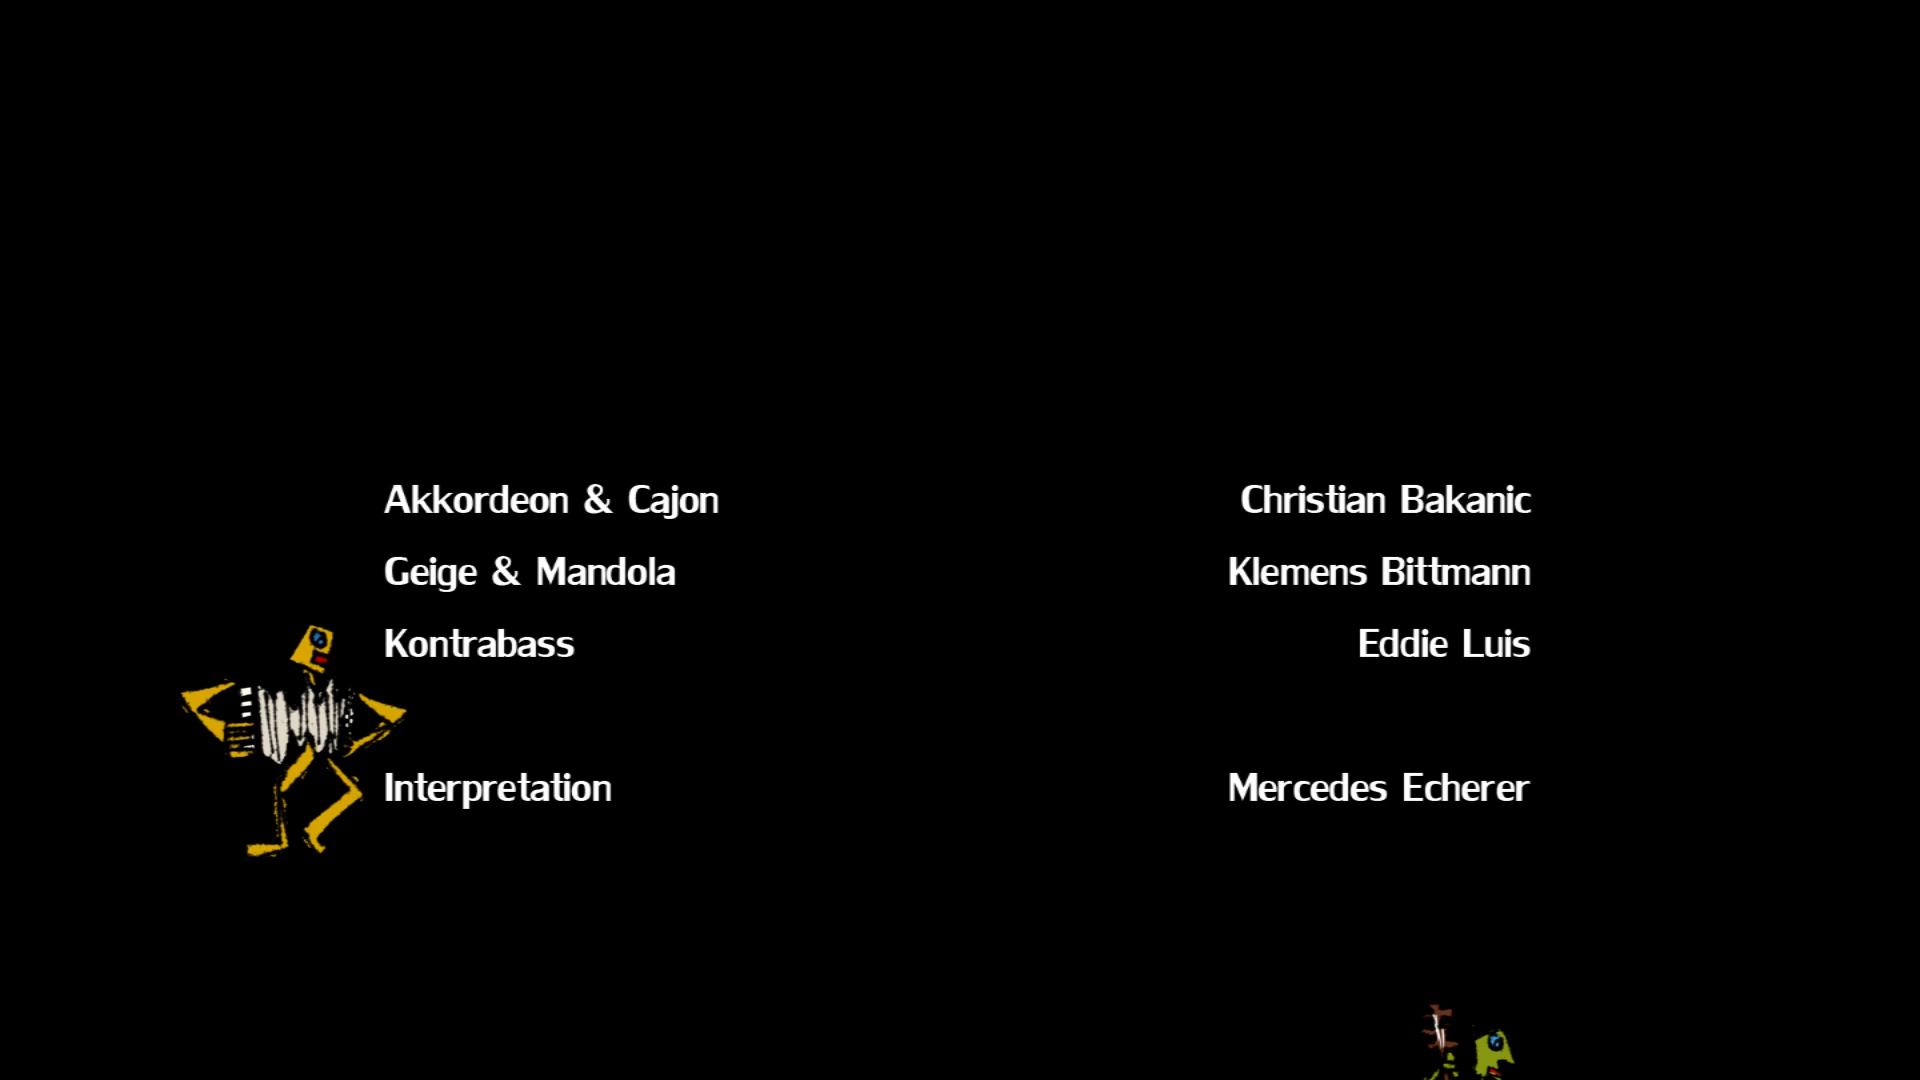 Akkordeon & Cajon Christian Bakanic
Geige & Mandola Klemens Bittmann
Kontrabass Eddie Luis
Interpretation Mercedes Echerer